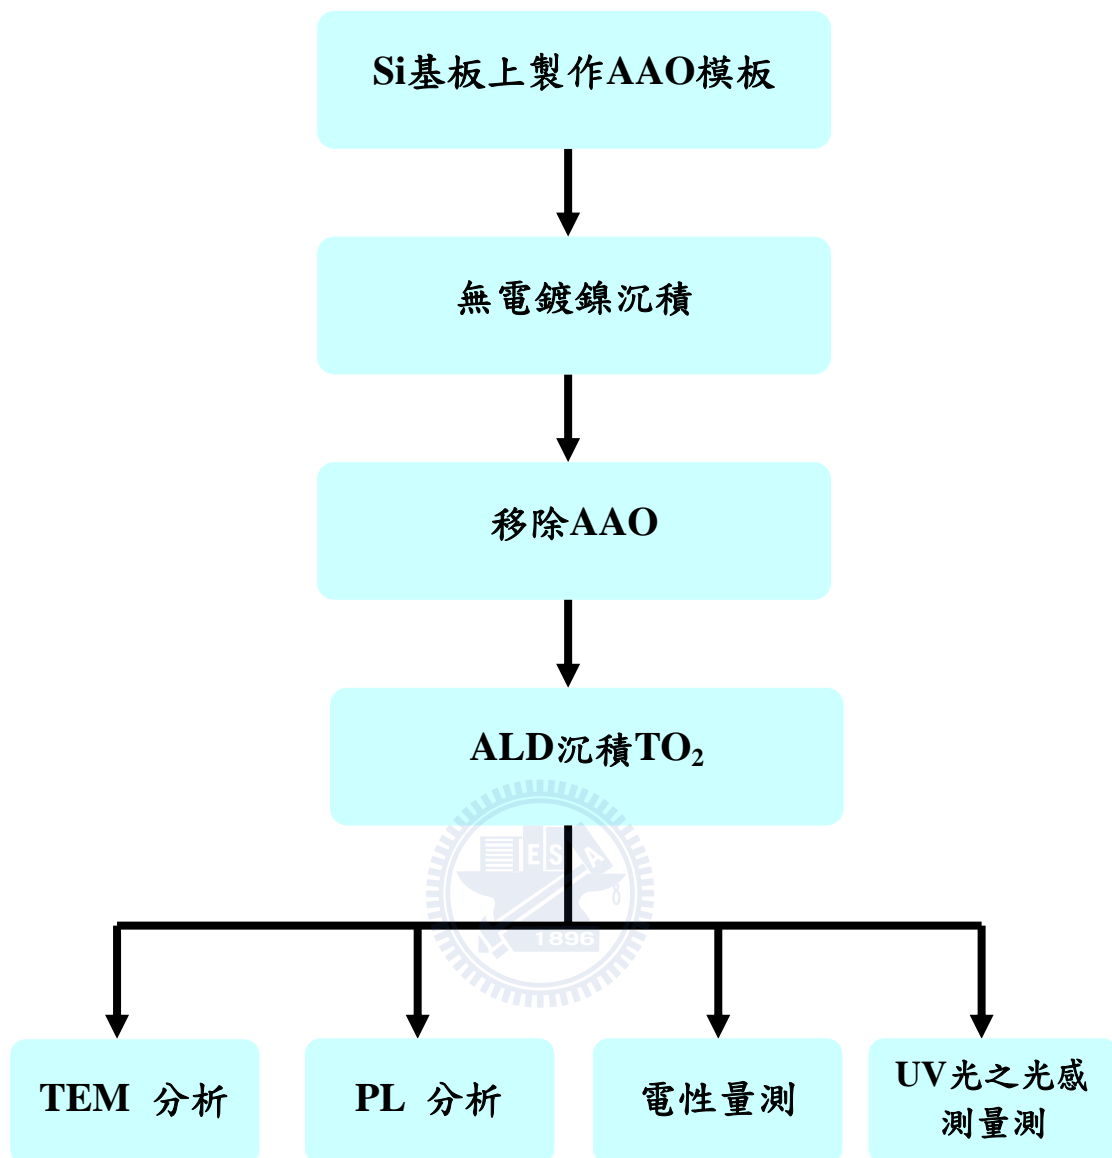 Si基板上製作AAO模板
無電鍍鎳沉積
移除AAO
ALD沉積TO₂
ESA
1896
TEM 分析
PL 分析
電性量測
UV光之光感
測量測